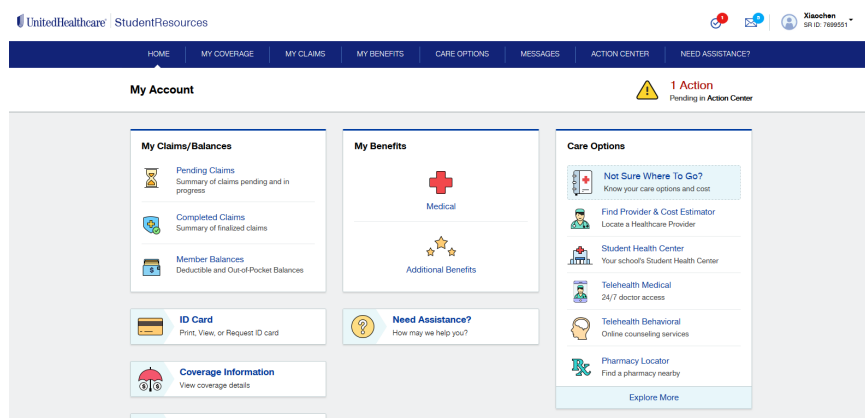 UnitedHealthcare StudentResources
1
0
Xiaochen
SR ID: 7699551
HOME MY COVERAGE MY CLAIMS MY BENEFITS CARE OPTIONS MESSAGES ACTION CENTER NEED ASSISTANCE?
My Account
1 Action
Pending in Action Center
My Claims/Balances
Pending Claims
Summary of claims pending and in
progress
Completed Claims
Summary of finalized claims
Member Balances
Deductible and Out-of-Pocket Balances
ID Card
Print, View, or Request ID card
Coverage Information
View coverage details
My Benefits
Medical
Additional Benefits
Need Assistance?
How may we help you?
Care Options
Not Sure Where To Go?
Know your care options and cost
Find Provider & Cost Estimator
Locate a Healthcare Provider
Student Health Center
Your school's Student Health Center
Telehealth Medical
24/7 doctor access
Telehealth Behavioral
Online counseling services
Pharmacy Locator
Find a pharmacy nearby
Explore More